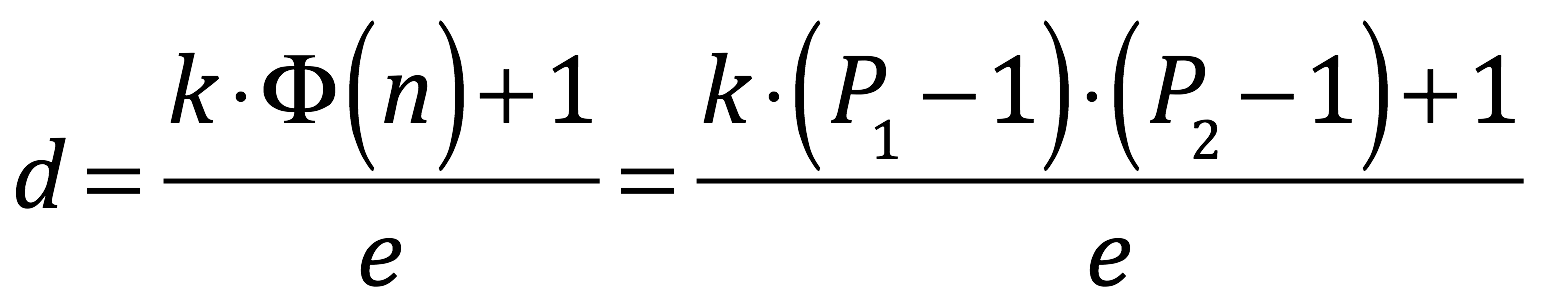 d = k·Φ(n)+1 / e = k·(P₁−1)·(P₂−1)+1 / e